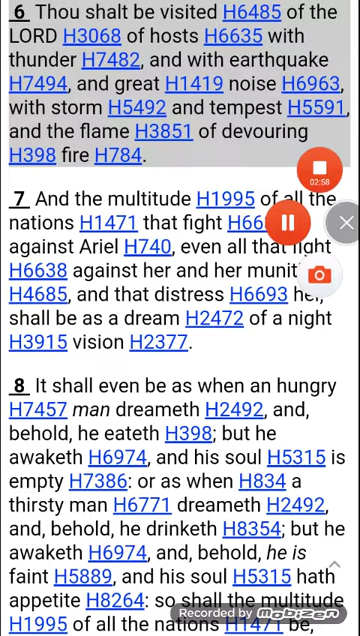 6 Thou shalt be visited H6485 of the
LORD H3068 of hosts H6635 with
thunder H7482, and with earthquake
H7494, and great H1419 noise H6963,
with storm H5492 and tempest H5591,
and the flame H3851 of devouring
H398 fire H784.
02:58
7 And the multitude H1995 of all the
nations H1471 that fight
against Ariel H740, even all that fight
H6638 against her and her
H4685, and that distress H6693 her,
shall be as a dream H2472 of a night
H3915 vision H2377.
8 It shall even be as when an hungry
H7457 man dreameth H2492, and,
behold, he eateth H398; but he
awaketh H6974, and his soul H5315 is
empty H7386: or as when H834 a
thirsty man H6771 dreameth H2492,
and, behold, he drinketh H8354; but he
awaketh H6974, and, behold, he is
faint H5889, and his soul H5315 hath
appetite H8264: so shall the multitude
Recorded by Mobizen
H1995 of all the nations H1471 be,